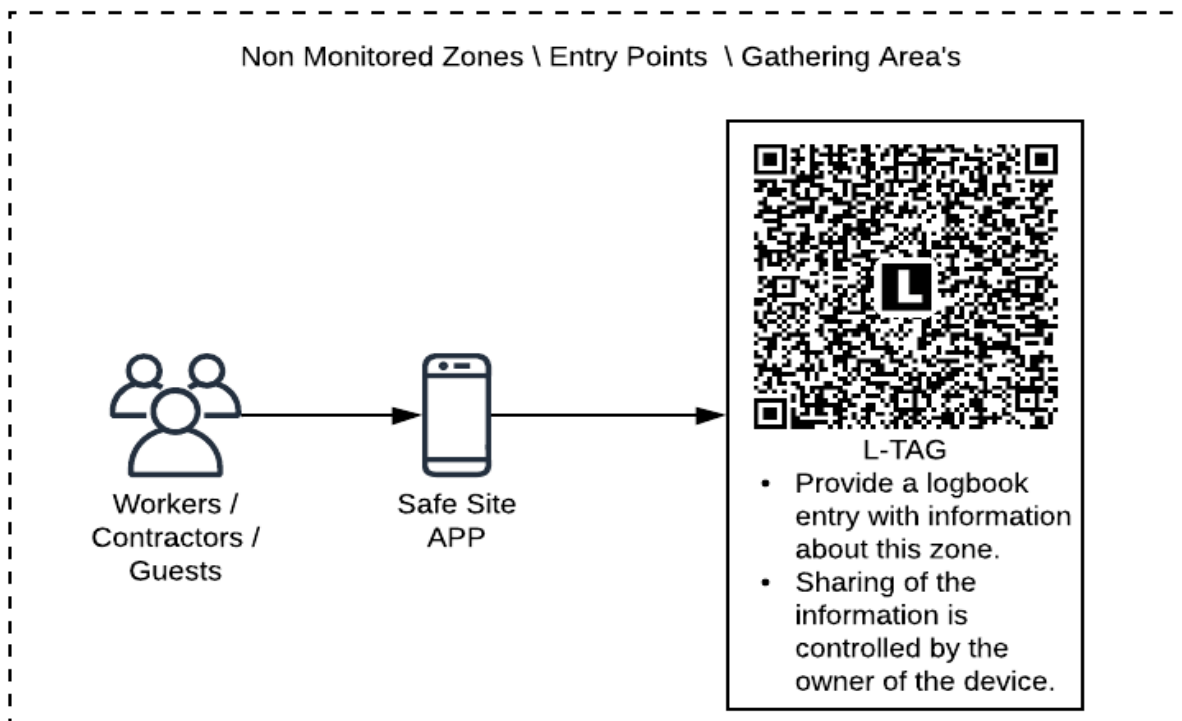 Non Monitored Zones \ Entry Points  \ Gathering Area's
L
L-TAG
• Provide a logbook
entry with information
about this zone.
• Sharing of the
information is
controlled by the
owner of the device.
Workers /
Contractors /
Guests
Safe Site
APP